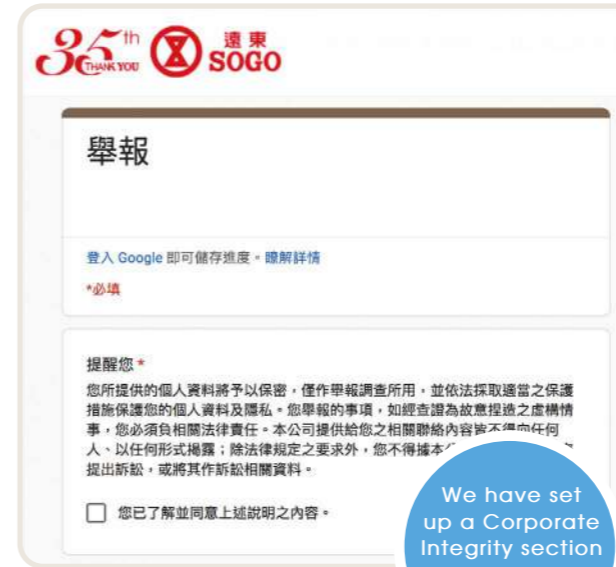 35th
THANK YOU
遠東
SOGO
舉報
登入 Google 即可儲存進度。瞭解詳情
*必填
提醒您 *
您所提供的個人資料將予以保密，僅作舉報調查所用，並依法採取適當之保護
措施保護您的個人資料及隱私。您舉報的事項，如經查證為故意捏造之虛構情
事，您必須負相關法律責任。本公司提供給您之相關聯絡內容皆不得向任何
人、以任何形式揭露；除法律規定之要求外，您不得據本
提出訴訟，或將其作訴訟相關資料。
您已了解並同意上述說明之內容。
We have set
up a Corporate
Integrity section